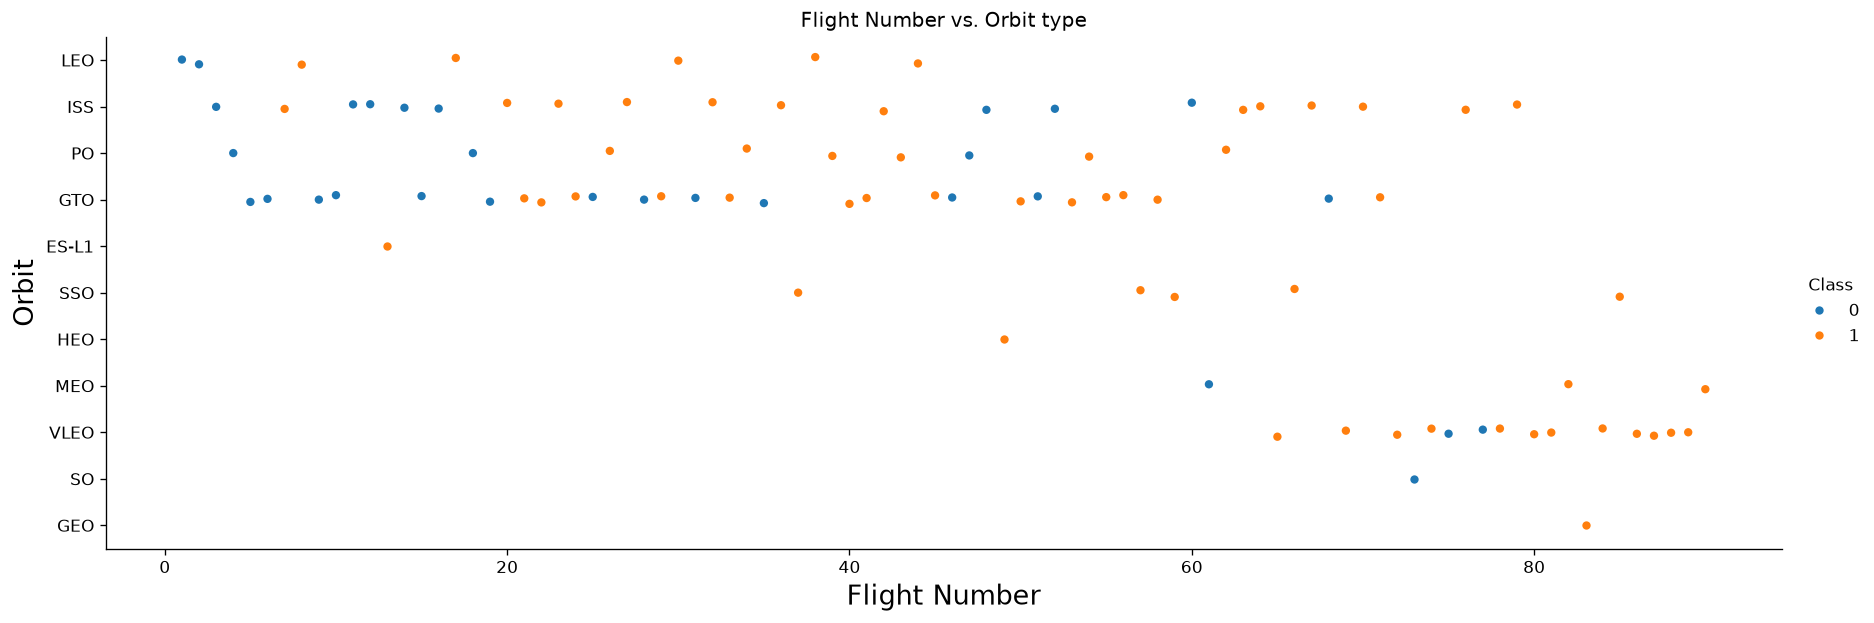 Flight Number vs. Orbit type
LEO
ISS
PO
GTO
ES-L1
SSO
HEO
MEO
VLEO
SO
GEO
Orbit
0 20 40 60 80
Flight Number
Class
0
1